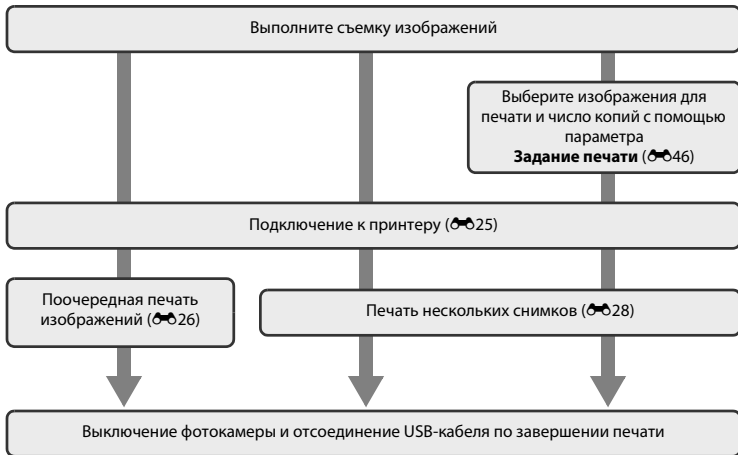 Выполните съемку изображений
Выберите изображения для
печати и число копий с помощью
параметра
Задание печати (46)
Подключение к принтеру (25)
Поочередная печать
изображений (26)
Печать нескольких снимков (28)
Выключение фотокамеры и отсоединение USB-кабеля по завершении печати